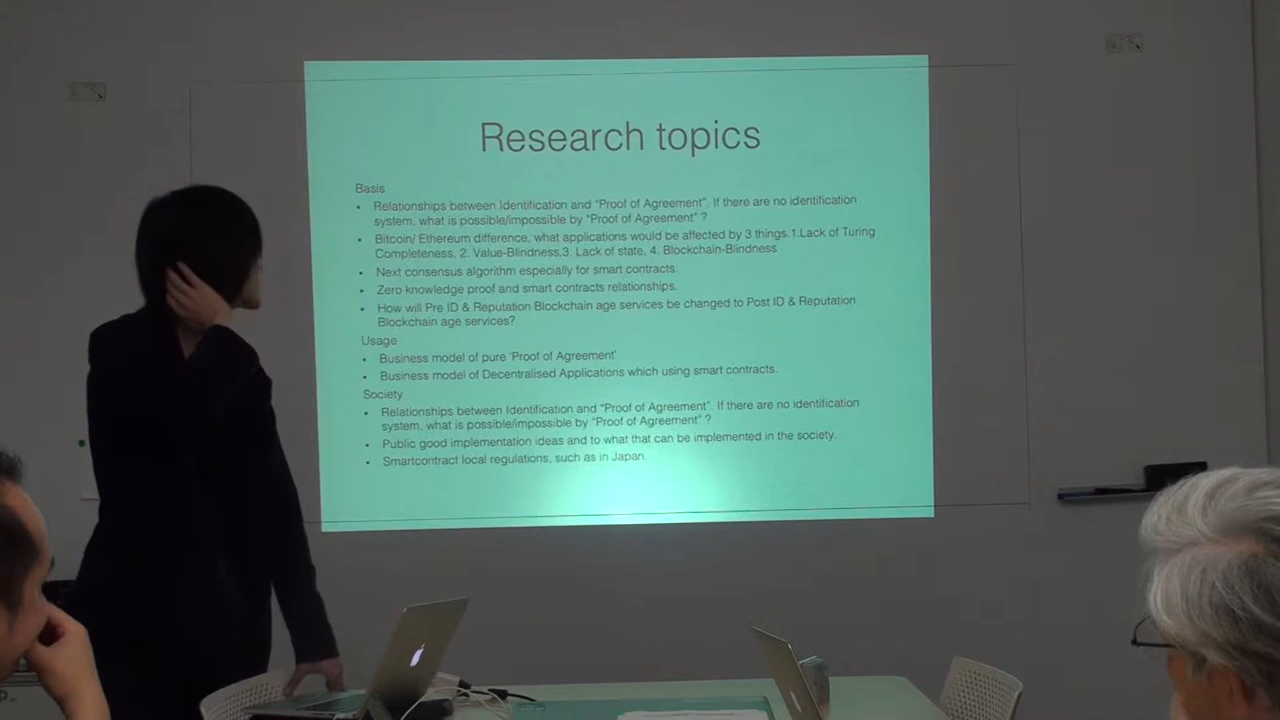 Research topics
Basis
• Relationships between Identification and “Proof of Agreement”. If there are no identification
system, what is possible/impossible by “Proof of Agreement” ?
• Bitcoin/ Ethereum difference, what applications would be affected by 3 things.1.Lack of Turing
Completeness, 2. Value-Blindness.3. Lack of state, 4. Blockchain-Blindness
• Next consensus algorithm especially for smart contracts.
• Zero knowledge proof and smart contracts relationships.
• How will Pre ID & Reputation Blockchain age services be changed to Post ID & Reputation
Blockchain age services?
Usage
• Business model of pure ‘Proof of Agreement’
• Business model of Decentralised Applications which using smart contracts.
Society
• Relationships between Identification and “Proof of Agreement”. If there are no identification
system, what is possible/impossible by “Proof of Agreement” ?
• Public good implementation ideas and to what that can be implemented in the society.
• Smartcontract local regulations, such as in Japan.